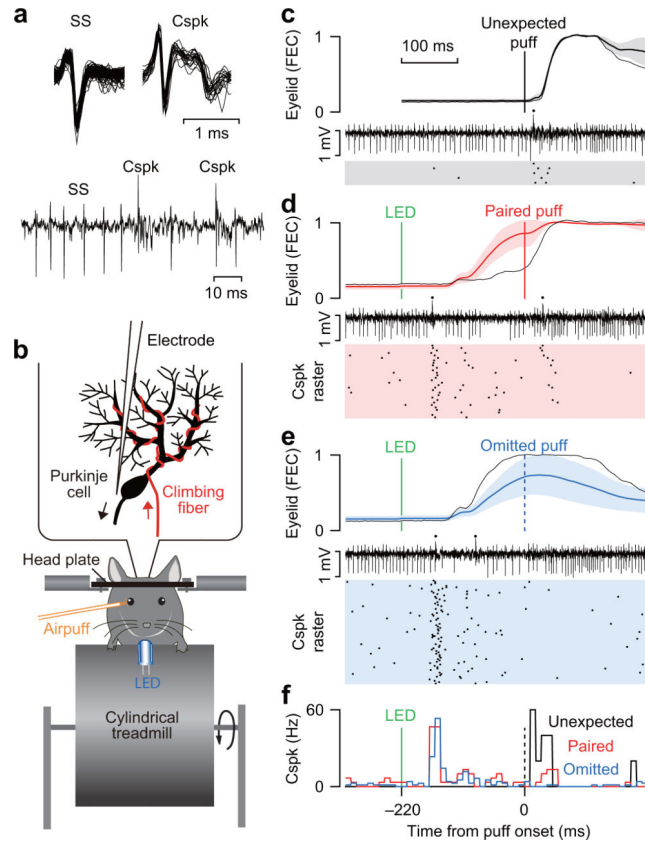 a
SS
Cspk
1 ms
Cspk
Cspk
SS
10 ms
b
Electrode
Purkinje
cell
Climbing
fiber
Head plate
Airpuff
LED
Cylindrical
treadmill
c
Unexpected
puff
100 ms
Eyelid (FEC)
1
0
1 mV
d
LED
Paired puff
Eyelid (FEC)
1
0
1 mV
Cspk
raster
e
LED
Omitted puff
Eyelid (FEC)
1
0
1 mV
Cspk
raster
f
LED
Cspk (Hz)
60
0
Unexpected
Paired
Omitted
–220
0
Time from puff onset (ms)